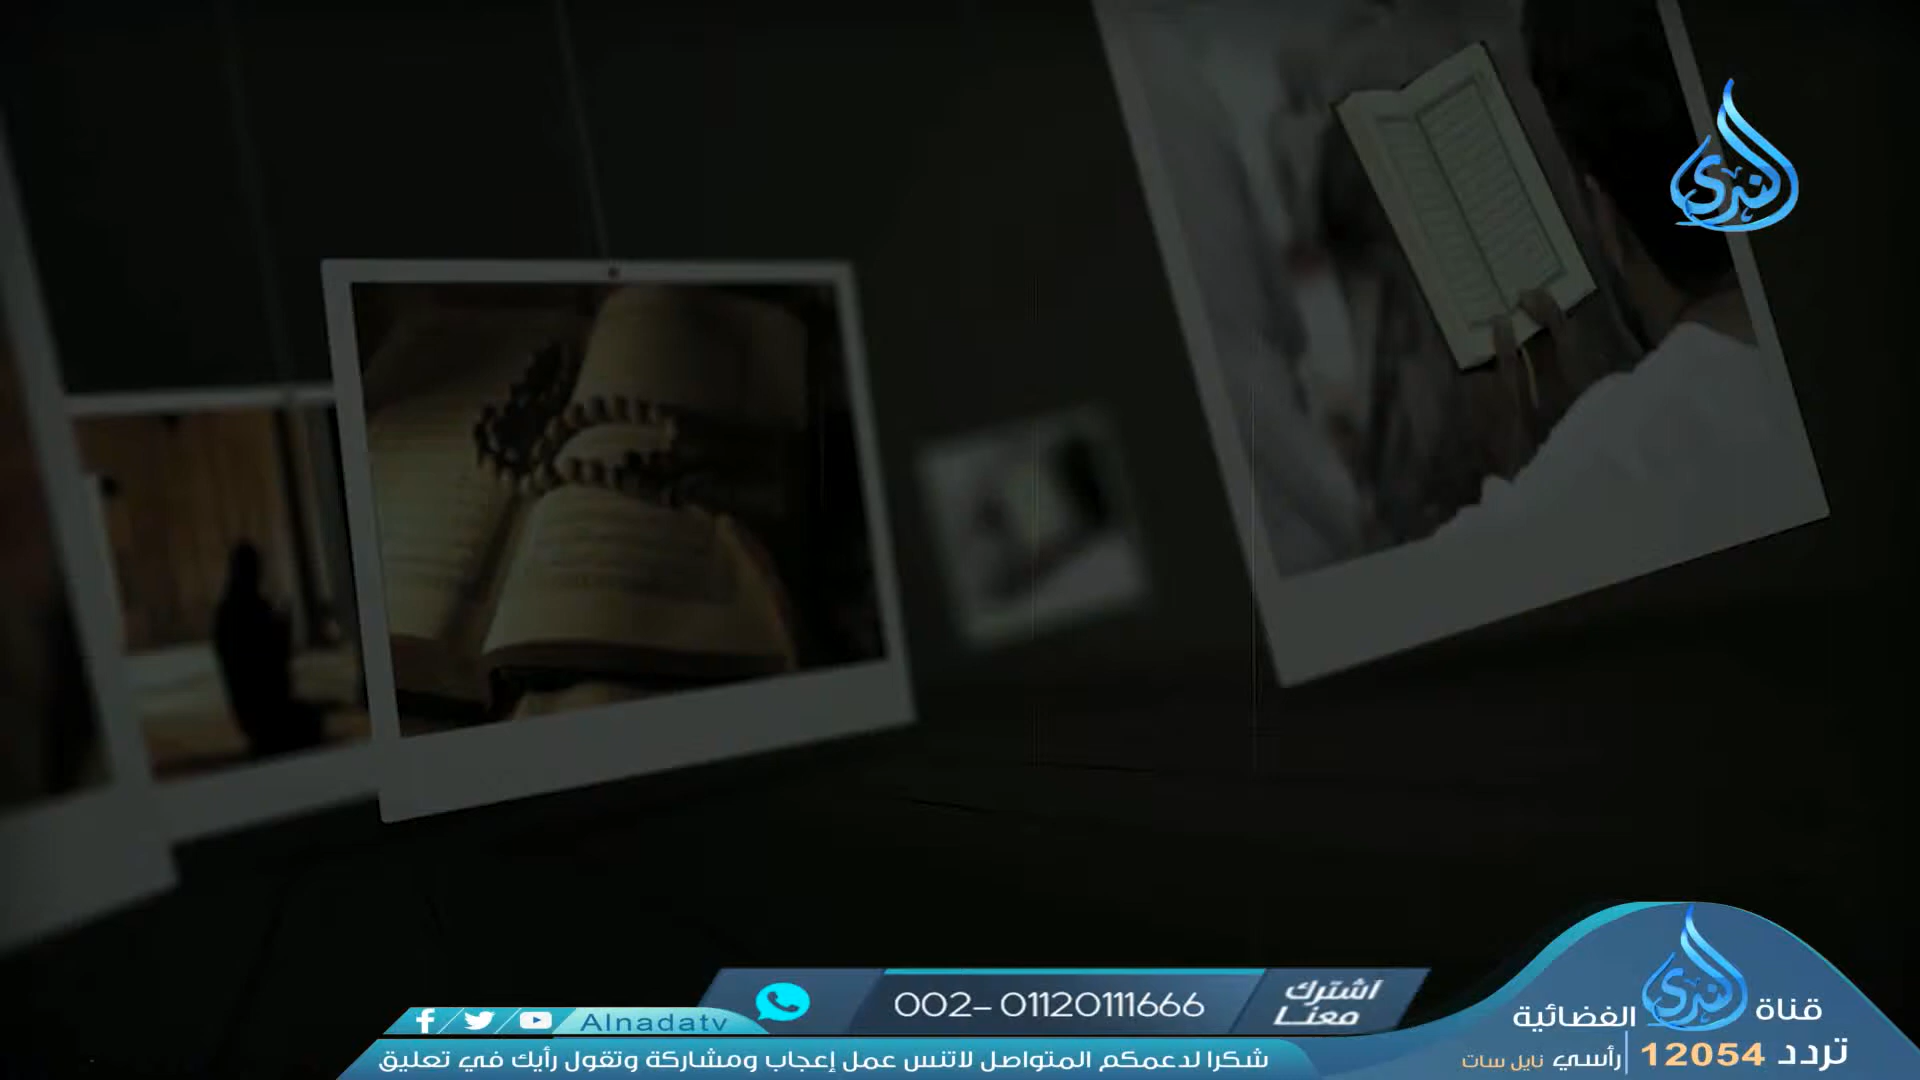 الندى
اشترك معنا
002-01120111666
Alnadatv
شكرا لدعمكم المتواصل لاتنس عمل إعجاب ومشاركة وتقول رأيك في تعليق
قناة الندى الفضائية
تردد 12054 رأسي نايل سات